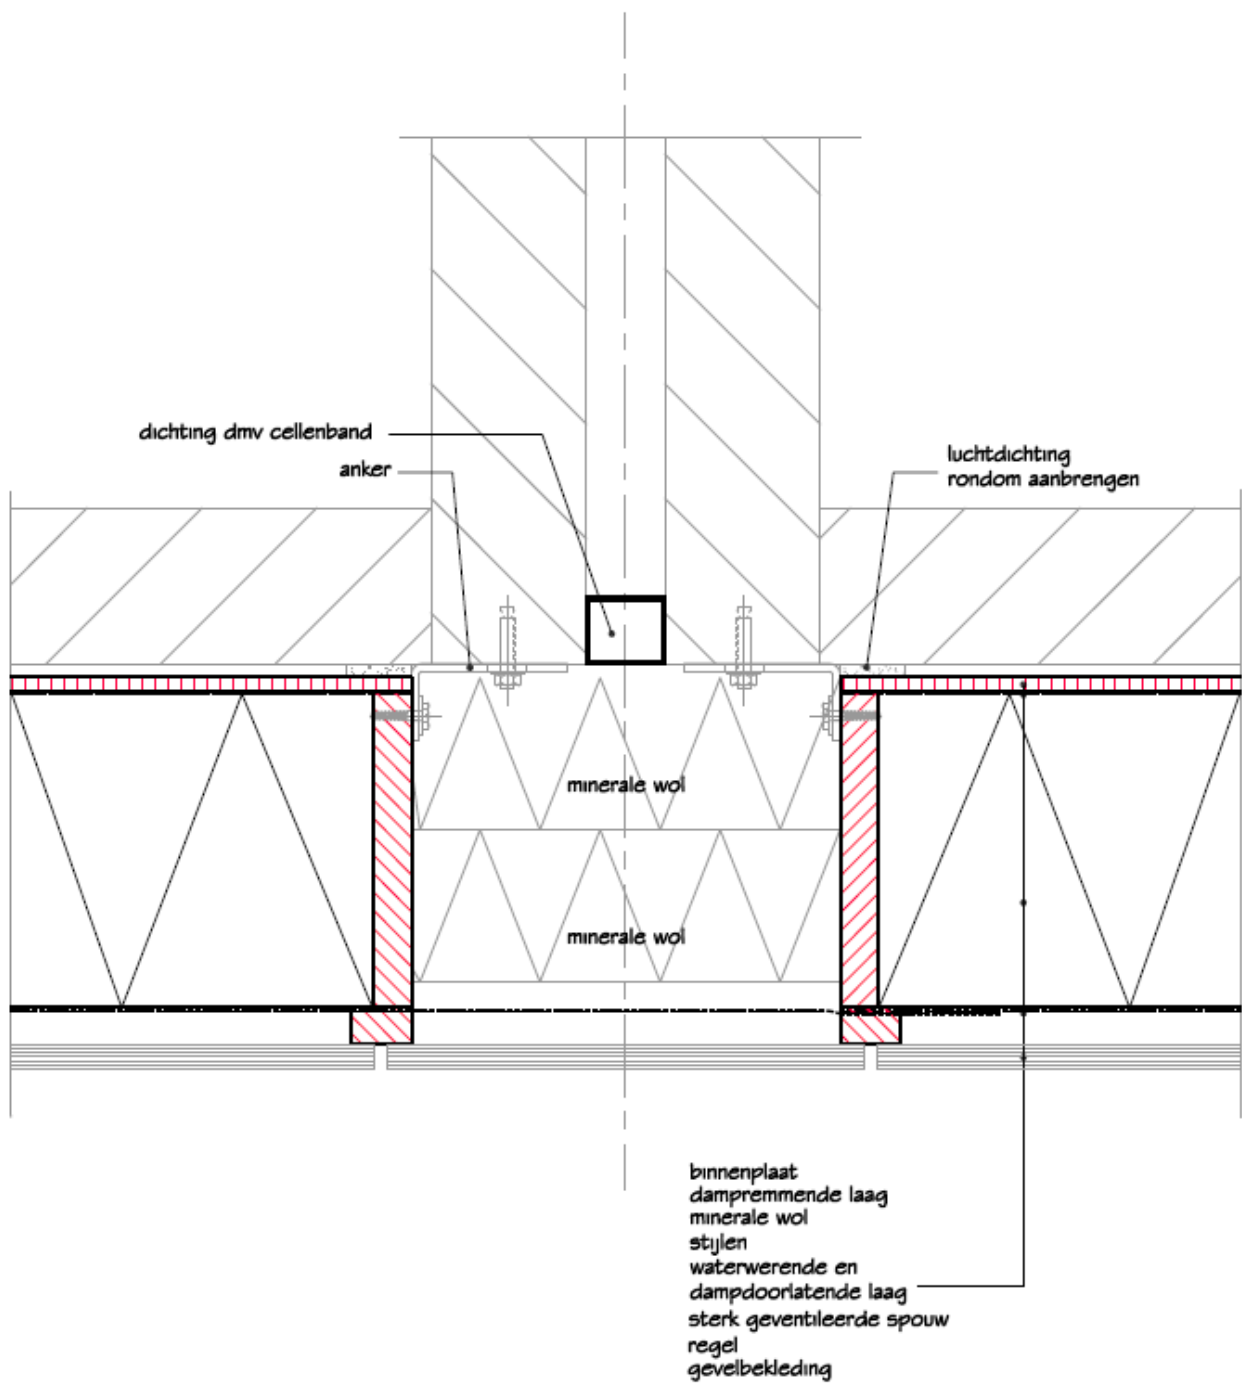 dichting dmv cellenband
anker
luchtdichting
rondom aanbrengen
minerale wol
minerale wol
binnenplaat
dampremmende laag
minerale wol
stijlen
waterwerende en
dampdoorlatende laag
sterk geventileerde spouw
regel
gevelbekleding